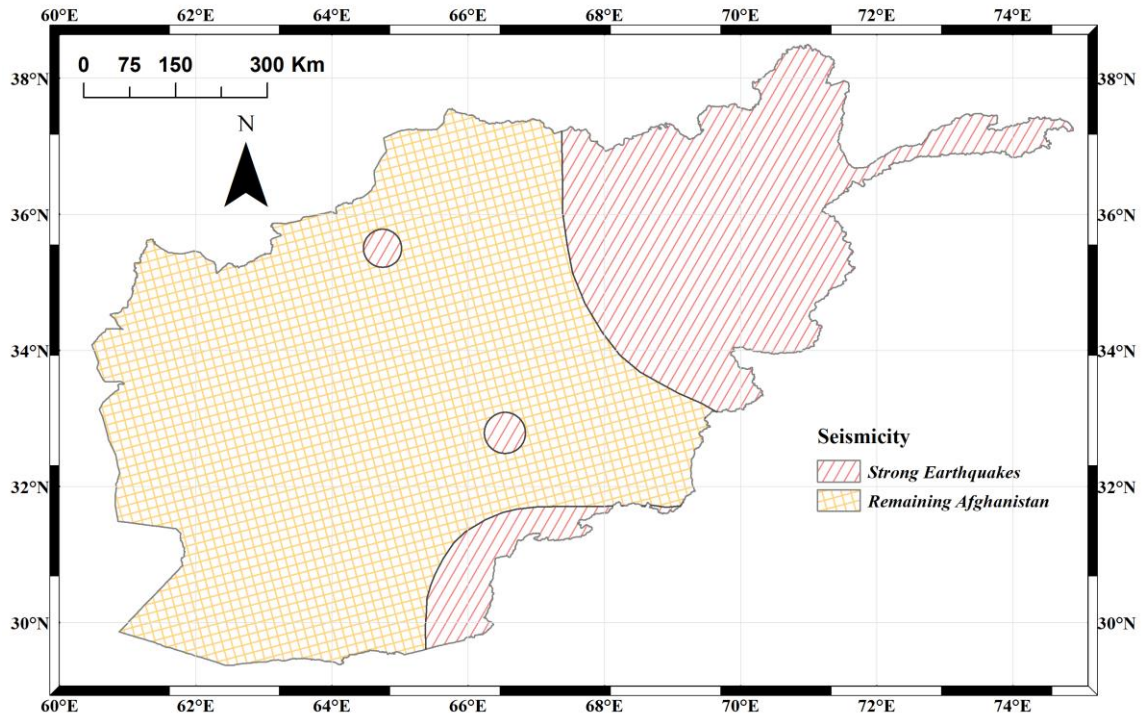 60°E 62°E 64°E 66°E 68°E 70°E 72°E 74°E
0 75 150 300 Km
N
38°N 38°N
36°N 36°N
34°N 34°N
Seismicity
Strong Earthquakes
32°N 32°N
Remaining Afghanistan
30°N 30°N
60°E 62°E 64°E 66°E 68°E 70°E 72°E 74°E